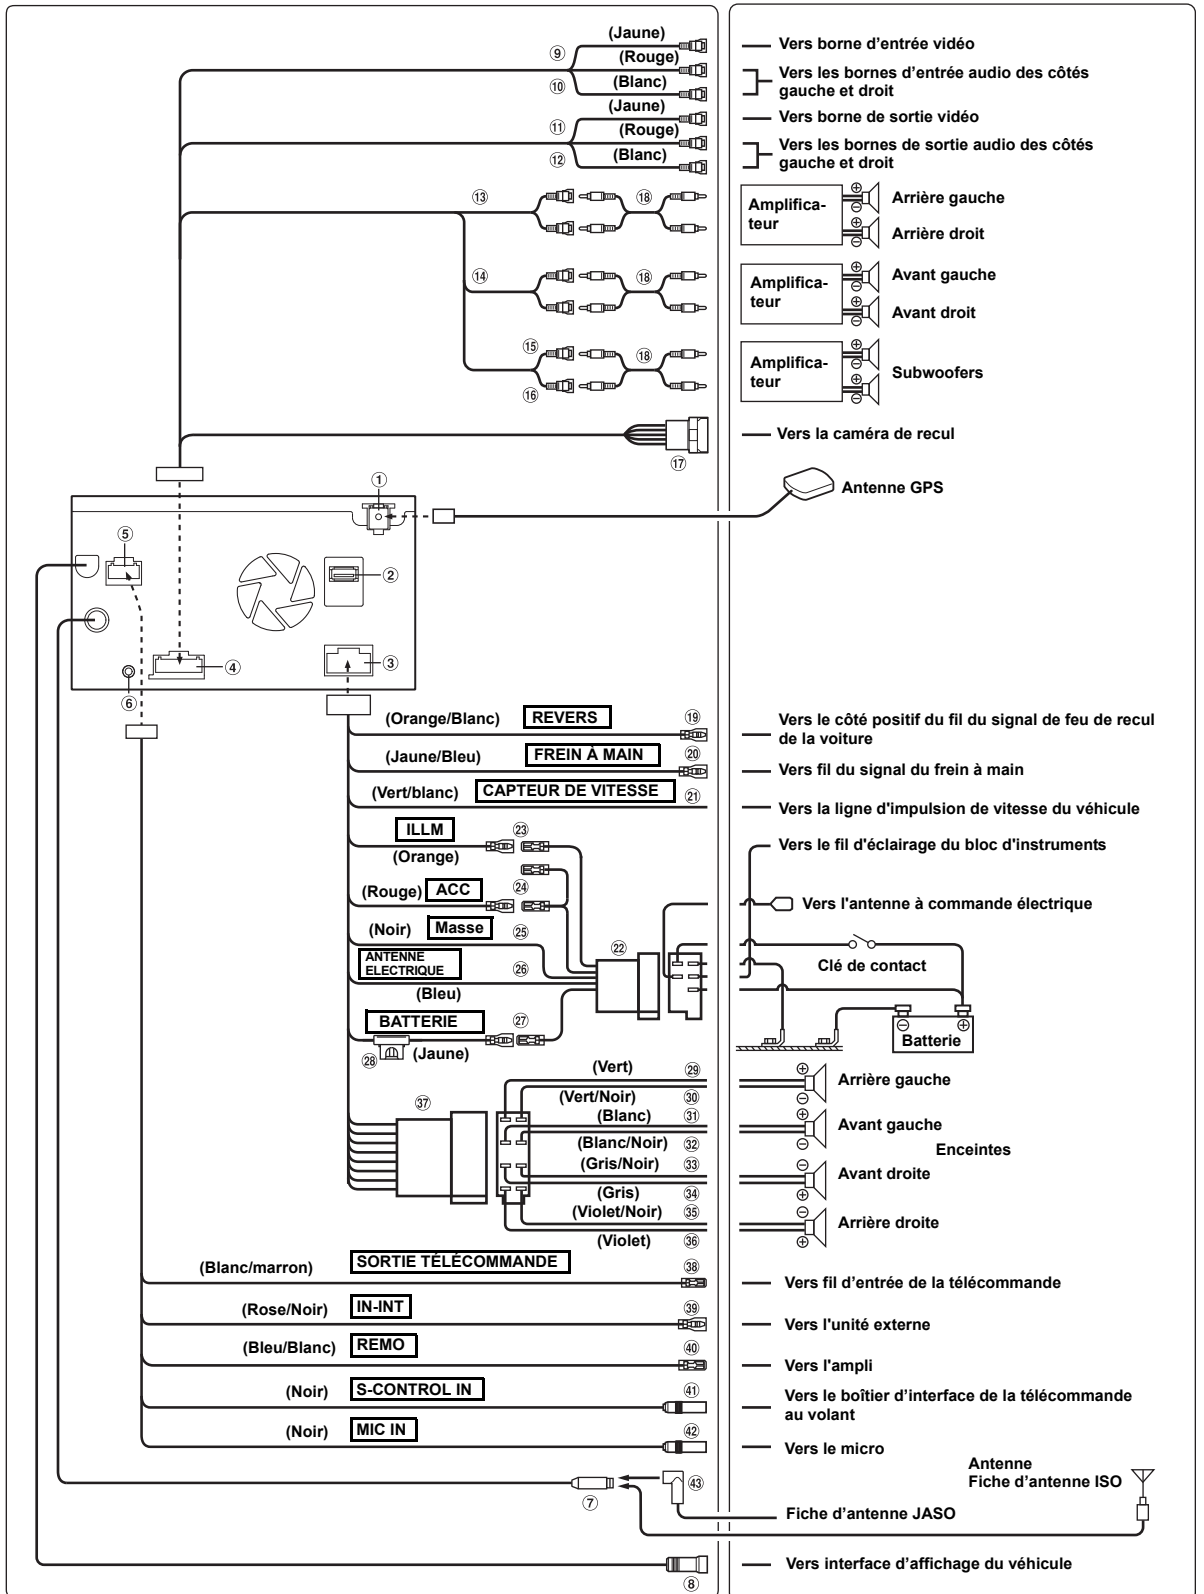 (Jaune)
⑨
Vers borne d'entrée vidéo
(Rouge)
⑩
(Blanc)
Vers les bornes d'entrée audio des côtés
gauche et droit
(Jaune)
⑪
Vers borne de sortie vidéo
(Rouge)
⑫
(Blanc)
Vers les bornes de sortie audio des côtés
gauche et droit
⑬
⑱
Amplifica-
teur
Arrière gauche
Arrière droit
⑭
⑱
Amplifica-
teur
Avant gauche
Avant droit
⑮
⑯
⑱
Amplifica-
teur
Subwoofers
⑰
Vers la caméra de recul
①
Antenne GPS
⑤
②
④
③
⑥
(Orange/Blanc) REVERS ⑲
Vers le côté positif du fil du signal de feu de recul
de la voiture
(Jaune/Bleu) FREIN À MAIN ⑳
Vers fil du signal du frein à main
(Vert/blanc) CAPTEUR DE VITESSE ㉑
Vers la ligne d'impulsion de vitesse du véhicule
ILLM ㉓
(Orange)
Vers le fil d'éclairage du bloc d'instruments
(Rouge) ACC ㉔
Vers l'antenne à commande électrique
(Noir) Masse ㉕
㉒
Clé de contact
ANTENNE
ELECTRIQUE
㉖
(Bleu)
BATTERIE ㉗
㉘ (Jaune)
Batterie
(Vert) ㉙
Arrière gauche
(Vert/Noir) ㉚
㊲
(Blanc) ㉛
Avant gauche
(Blanc/Noir) ㉜
Enceintes
(Gris/Noir) ㉝
Avant droite
(Gris) ㉞
(Violet/Noir) ㉟
Arrière droite
(Violet) ㊱
(Blanc/marron) SORTIE TÉLÉCOMMANDE ㊳
Vers fil d'entrée de la télécommande
(Rose/Noir) IN-INT ㊴
Vers l'unité externe
(Bleu/Blanc) REMO ㊵
Vers l'ampli
(Noir) S-CONTROL IN ㊶
Vers le boîtier d'interface de la télécommande
au volant
(Noir) MIC IN ㊷
Vers le micro
Antenne
Fiche d'antenne ISO
⑦
㊸
Fiche d'antenne JASO
⑧
Vers interface d'affichage du véhicule